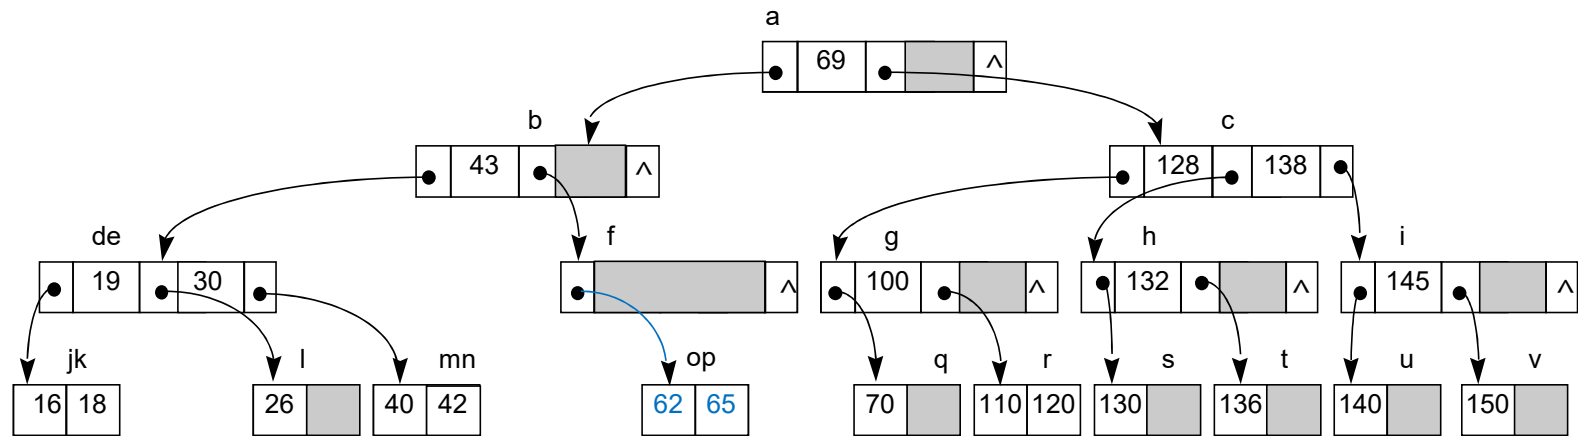 a
69 ^
b c
43 ^ 128 138
de f g h i
19 30 ^ 100 ^ 132 ^ 145 ^
jk l mn op q r s t u v
16 18 26 40 42 62 65 70 110 120 130 136 140 150